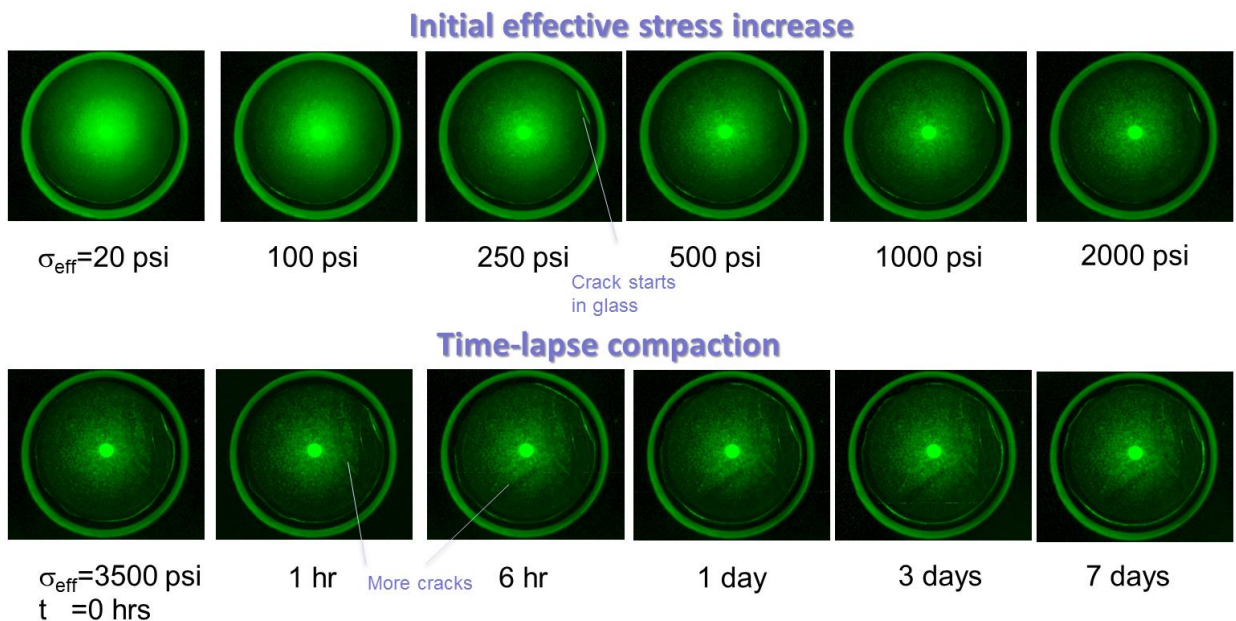 Initial effective stress increase
σeff=20 psi
100 psi
250 psi
500 psi
1000 psi
2000 psi
Crack starts
in glass
Time-lapse compaction
σeff=3500 psi
t =0 hrs
1 hr
More cracks
6 hr
1 day
3 days
7 days